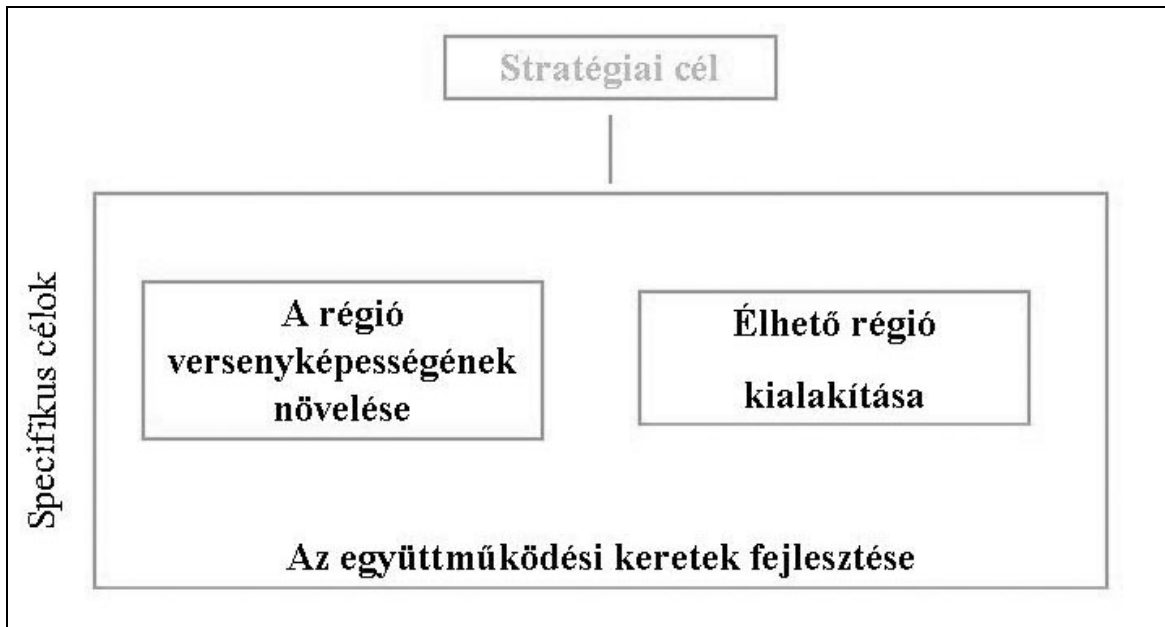 Stratégiai cél
Specifikus célok
A régió
versenyképességének
növelése
Élhető régió
kialakítása
Az együttműködési keretek fejlesztése